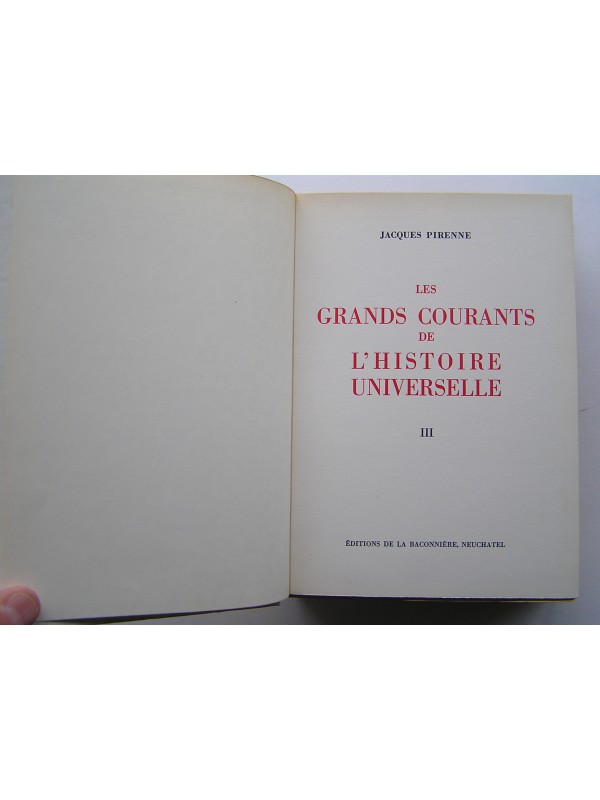 JACQUES PIRENNE
LES
GRANDS COURANTS
DE
L'HISTOIRE
UNIVERSELLE
III
ÉDITIONS DE LA BACONNIÈRE, NEUCHATEL